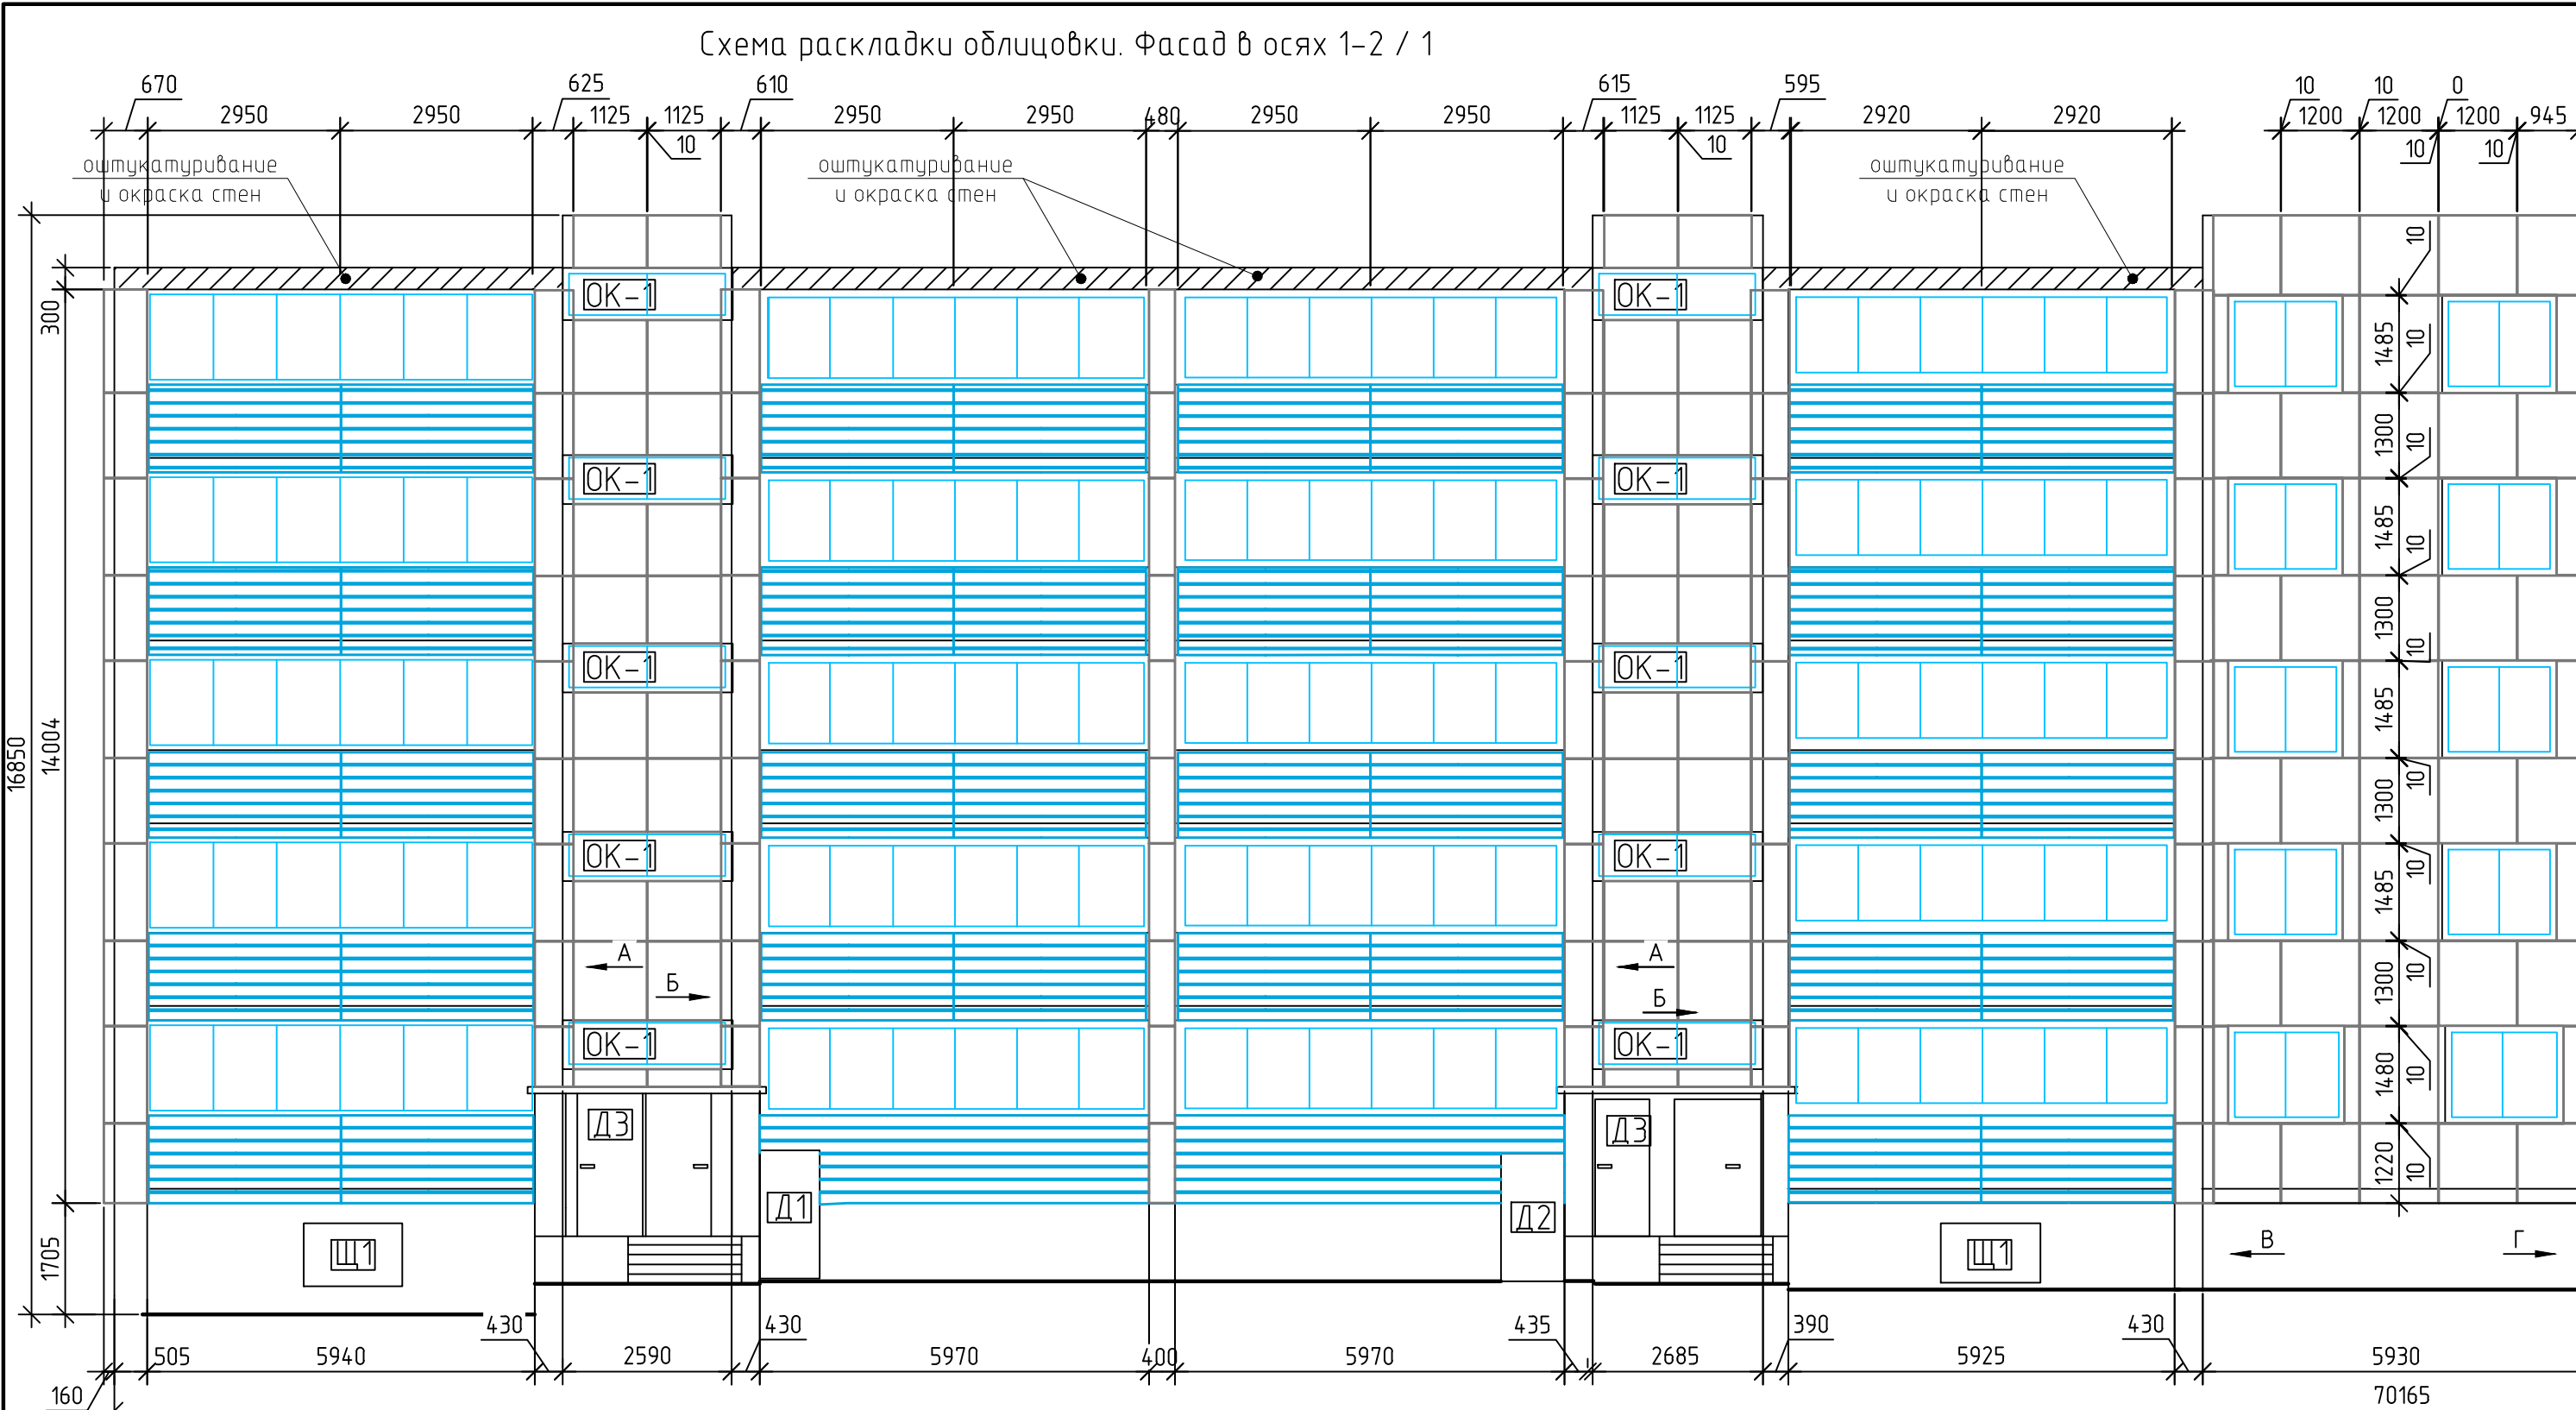 Схема раскладки облицовки. Фасад в осях 1-2 / 1
670 625 610 615 595 10 10 0
2950 2950 1125 1125 2950 2950 480 2950 2950 1125 1125 2920 2920 1200 1200 1200 945
10 10 10 10
оштукатуривание
и окраска стен
оштукатуривание
и окраска стен
оштукатуривание
и окраска стен
10
ОК-1 ОК-1
300 1485 10
1300 10
ОК-1 ОК-1
1485 10
1300 10
ОК-1 ОК-1
16850 14004 1485
1300 10
ОК-1 ОК-1
1485 10
А А
Б Б
1300 10
ОК-1 ОК-1
1480 10
Д3 Д3
1220 10
Д1 Д2
1705 Щ1 Щ1 В Г
430 430 435 390 430
505 5940 2590 5970 400 5970 2685 5925 5930
160 70165